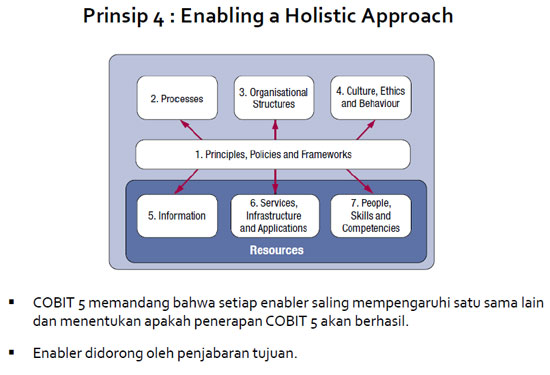 Prinsip 4 : Enabling a Holistic Approach
2. Processes
3. Organisational
Structures
4. Culture, Ethics
and Behaviour
1. Principles, Policies and Frameworks
5. Information
6. Services,
Infrastructure
and Applications
7. People,
Skills and
Competencies
Resources
▪ COBIT 5 memandang bahwa setiap enabler saling mempengaruhi satu sama lain
dan menentukan apakah penerapan COBIT 5 akan berhasil.
▪ Enabler didorong oleh penjabaran tujuan.